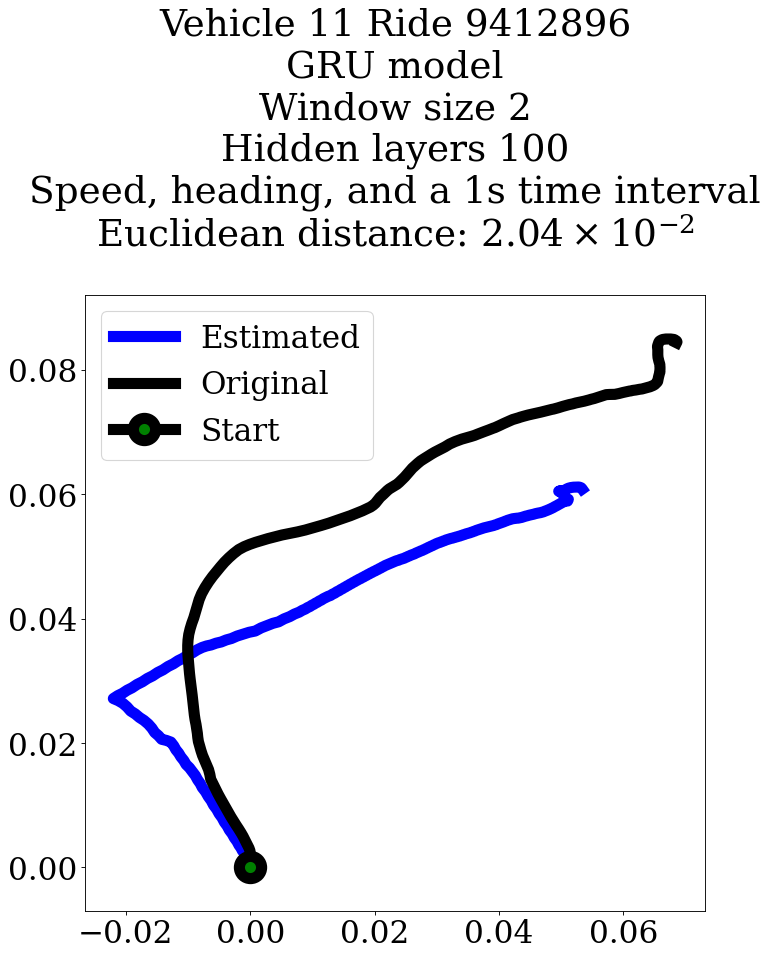 Vehicle 11 Ride 9412896
GRU model
Window size 2
Hidden layers 100
Speed, heading, and a 1s time interval
Euclidean distance: 2.04 × 10⁻²
Estimated
Original
Start
0.08
0.06
0.04
0.02
0.00
−0.02 0.00 0.02 0.04 0.06